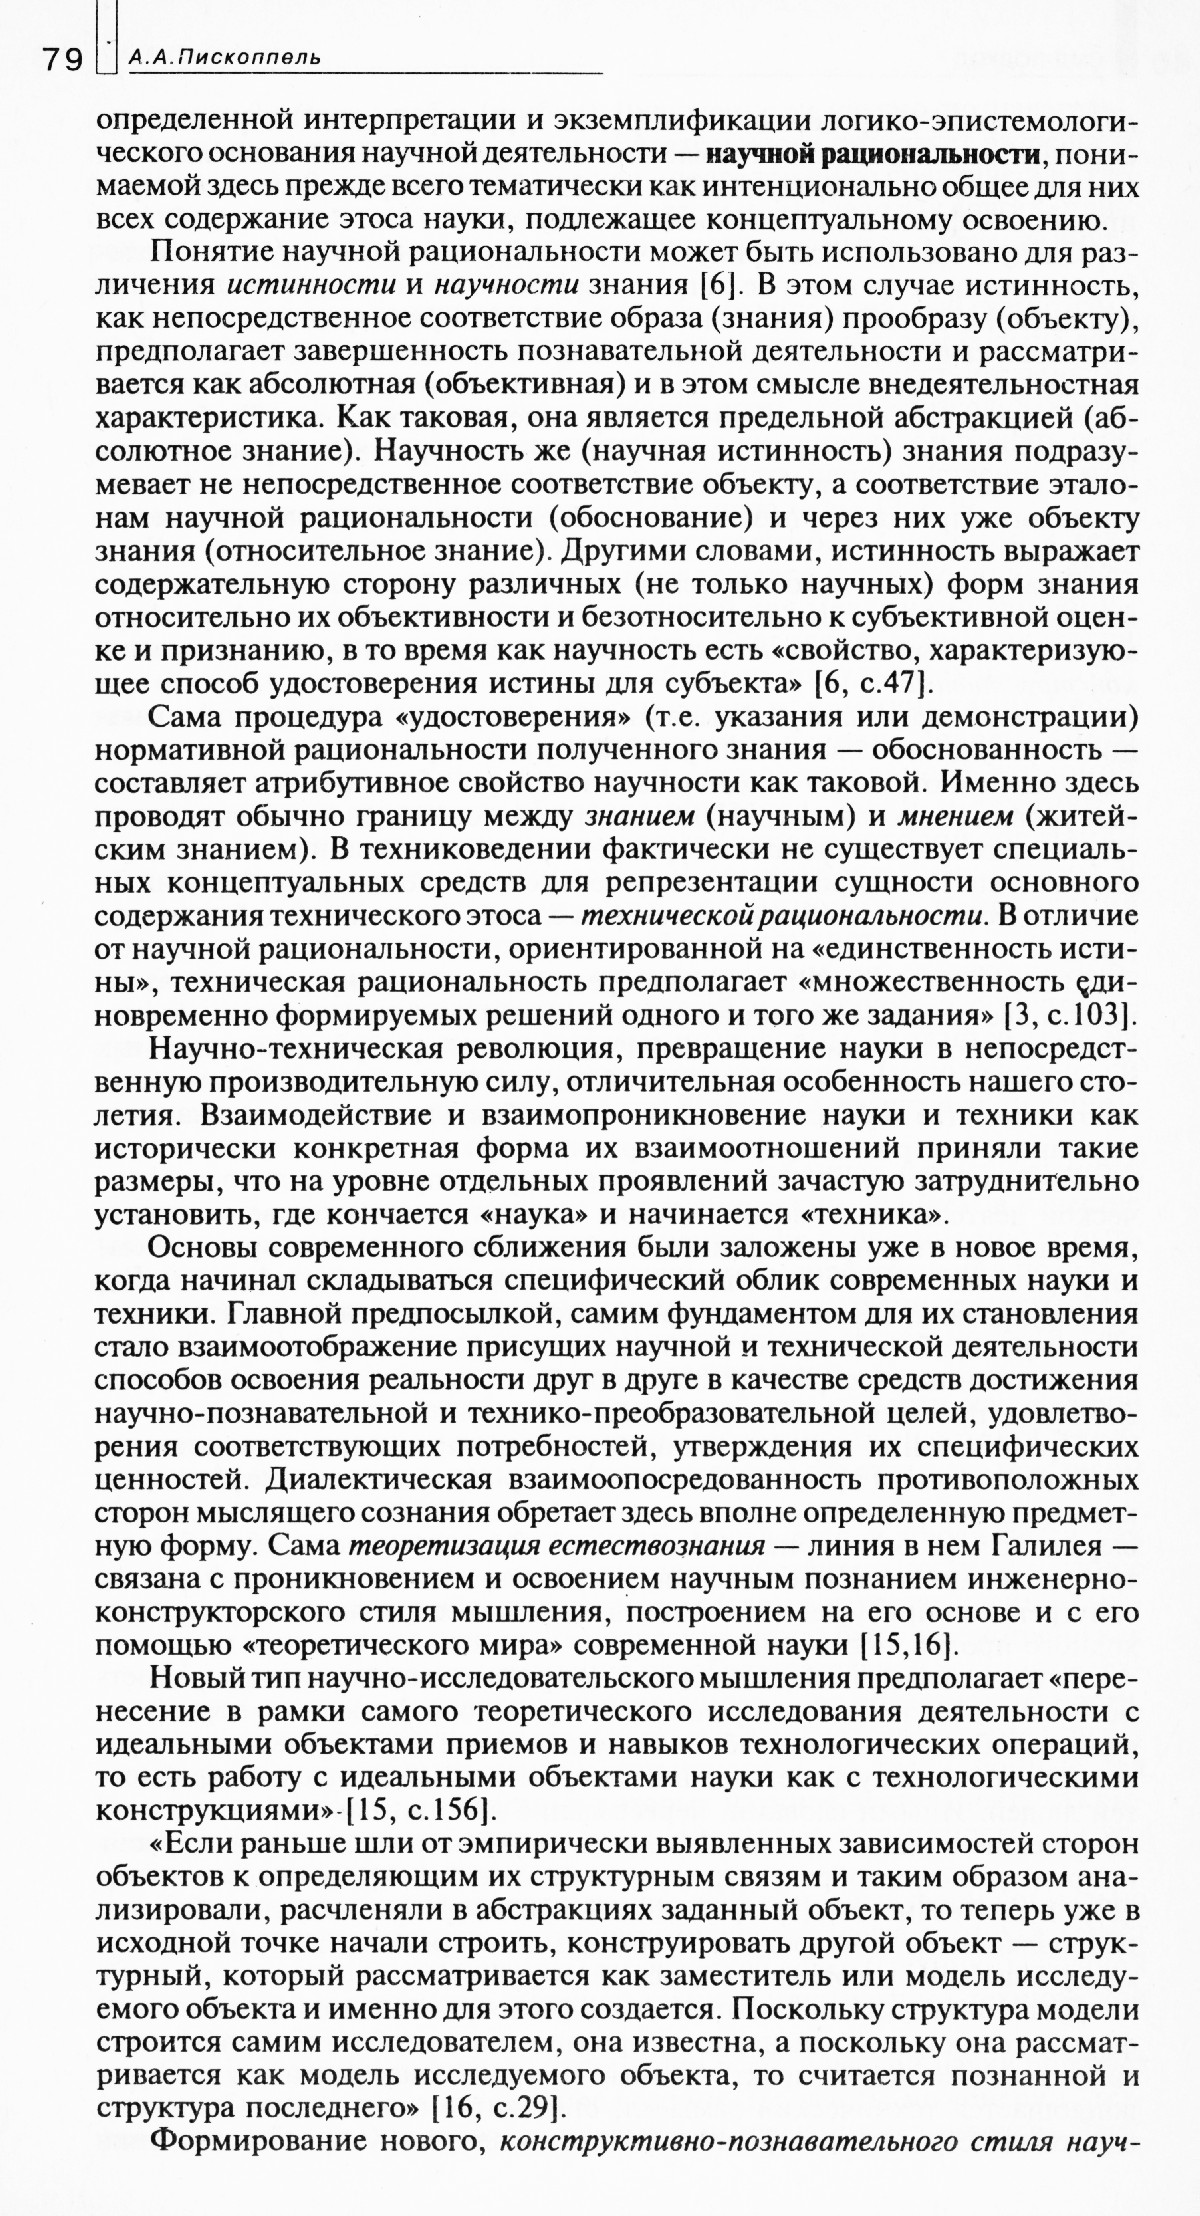 79 А.А.Пископпель
определенной интерпретации и экземплификации логико-эпистемологи-
ческого основания научной деятельности — научной рациональности, пони-
маемой здесь прежде всего тематически как интенционально общее для них
всех содержание этоса науки, подлежащее концептуальному освоению.
Понятие научной рациональности может быть использовано для раз-
личения истинности и научности знания [6]. В этом случае истинность,
как непосредственное соответствие образа (знания) прообразу (объекту),
предполагает завершенность познавательной деятельности и рассматри-
вается как абсолютная (объективная) и в этом смысле внедеятельностная
характеристика. Как таковая, она является предельной абстракцией (аб-
солютное знание). Научность же (научная истинность) знания подразу-
мевает не непосредственное соответствие объекту, а соответствие этало-
нам научной рациональности (обоснование) и через них уже объекту
знания (относительное знание). Другими словами, истинность выражает
содержательную сторону различных (не только научных) форм знания
относительно их объективности и безотносительно к субъективной оцен-
ке и признанию, в то время как научность есть «свойство, характеризую-
щее способ удостоверения истины для субъекта» [6, с.47].
Сама процедура «удостоверения» (т.е. указания или демонстрации)
нормативной рациональности полученного знания — обоснованность —
составляет атрибутивное свойство научности как таковой. Именно здесь
проводят обычно границу между знанием (научным) и мнением (житей-
ским знанием). В техниковедении фактически не существует специаль-
ных концептуальных средств для репрезентации сущности основного
содержания технического этоса — технической рациональности. В отличие
от научной рациональности, ориентированной на «единственность исти-
ны», техническая рациональность предполагает «множественность еди-
новременно формируемых решений одного и того же задания» [3, с.103].
Научно-техническая революция, превращение науки в непосредст-
венную производительную силу, отличительная особенность нашего сто-
летия. Взаимодействие и взаимопроникновение науки и техники как
исторически конкретная форма их взаимоотношений приняли такие
размеры, что на уровне отдельных проявлений зачастую затруднительно
установить, где кончается «наука» и начинается «техника».
Основы современного сближения были заложены уже в новое время,
когда начинал складываться специфический облик современных науки и
техники. Главной предпосылкой, самим фундаментом для их становления
стало взаимоотображение присущих научной и технической деятельности
способов освоения реальности друг в друге в качестве средств достижения
научно-познавательной и технико-преобразовательной целей, удовлетво-
рения соответствующих потребностей, утверждения их специфических
ценностей. Диалектическая взаимоопосредованность противоположных
сторон мыслящего сознания обретает здесь вполне определенную предмет-
ную форму. Сама теоретизация естествознания — линия в нем Галилея —
связана с проникновением и освоением научным познанием инженерно-
конструкторского стиля мышления, построением на его основе и с его
помощью «теоретического мира» современной науки [15,16].
Новый тип научно-исследовательского мышления предполагает «пере-
несение в рамки самого теоретического исследования деятельности с
идеальными объектами приемов и навыков технологических операций,
то есть работу с идеальными объектами науки как с технологическими
конструкциями» [15, с.156].
«Если раньше шли от эмпирически выявленных зависимостей сторон
объектов к определяющим их структурным связям и таким образом ана-
лизировали, расчленяли в абстракциях заданный объект, то теперь уже в
исходной точке начали строить, конструировать другой объект — струк-
турный, который рассматривается как заместитель или модель исследу-
емого объекта и именно для этого создается. Поскольку структура модели
строится самим исследователем, она известна, а поскольку она рассмат-
ривается как модель исследуемого объекта, то считается познанной и
структура последнего» [16, с.29].
Формирование нового, конструктивно-познавательного стиля науч-